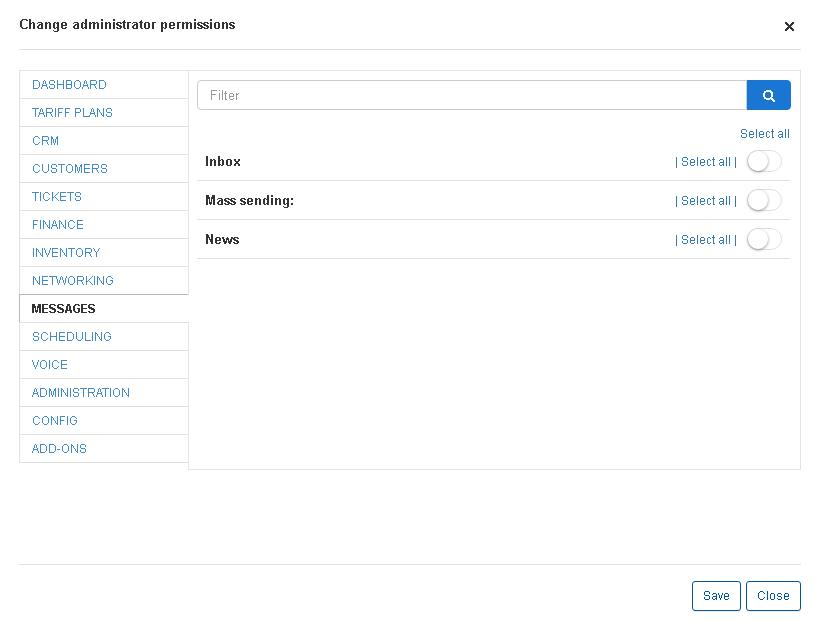 Change administrator permissions
DASHBOARD
TARIFF PLANS
CRM
CUSTOMERS
TICKETS
FINANCE
INVENTORY
NETWORKING
MESSAGES
SCHEDULING
VOICE
ADMINISTRATION
CONFIG
ADD-ONS
Filter
Select all
Inbox | Select all |
Mass sending: | Select all |
News | Select all |
Save Close